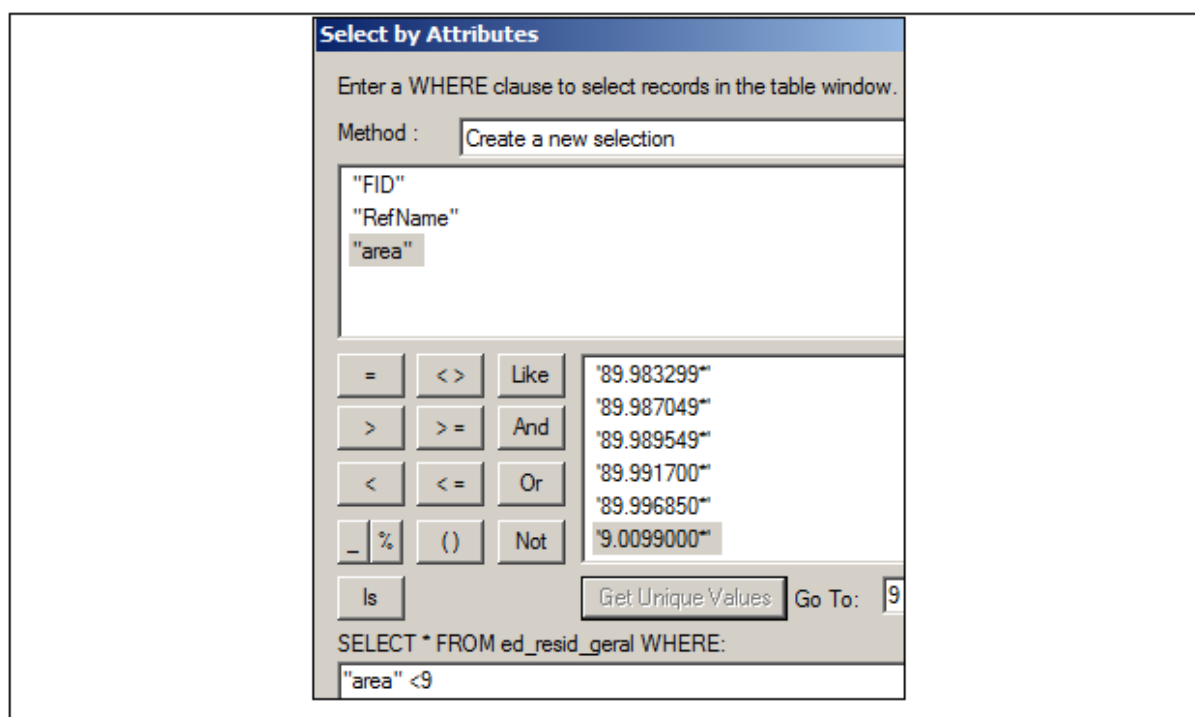 Select by Attributes
Enter a WHERE clause to select records in the table window.
Method : Create a new selection
"FID"
"RefName"
"area"
= < > Like
> > = And
< < = Or
_ % ( ) Not
Is
'89.983299*'
'89.987049*'
'89.989549*'
'89.991700*'
'89.996850*'
'9.0099000*'
Get Unique Values Go To: 9
SELECT * FROM ed_resid_geral WHERE:
"area" <9